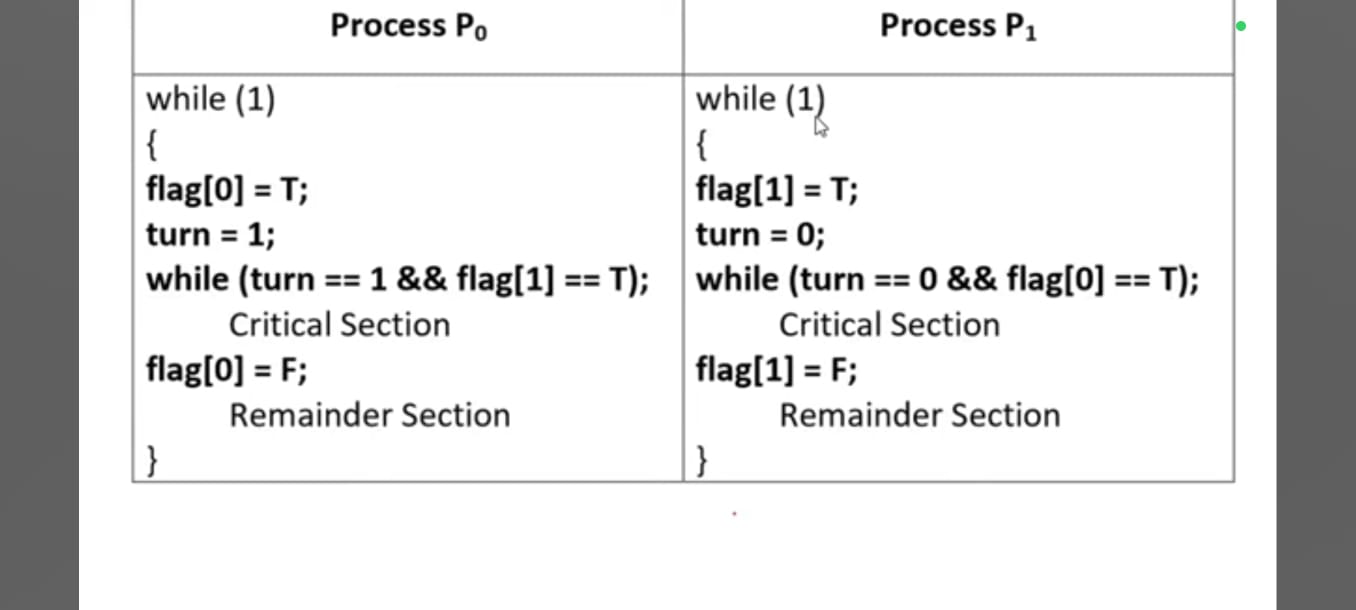 Process P₀
Process P₁
while (1)
{
flag[0] = T;
turn = 1;
while (turn == 1 && flag[1] == T);
Critical Section
flag[0] = F;
Remainder Section
}
while (1)
{
flag[1] = T;
turn = 0;
while (turn == 0 && flag[0] == T);
Critical Section
flag[1] = F;
Remainder Section
}